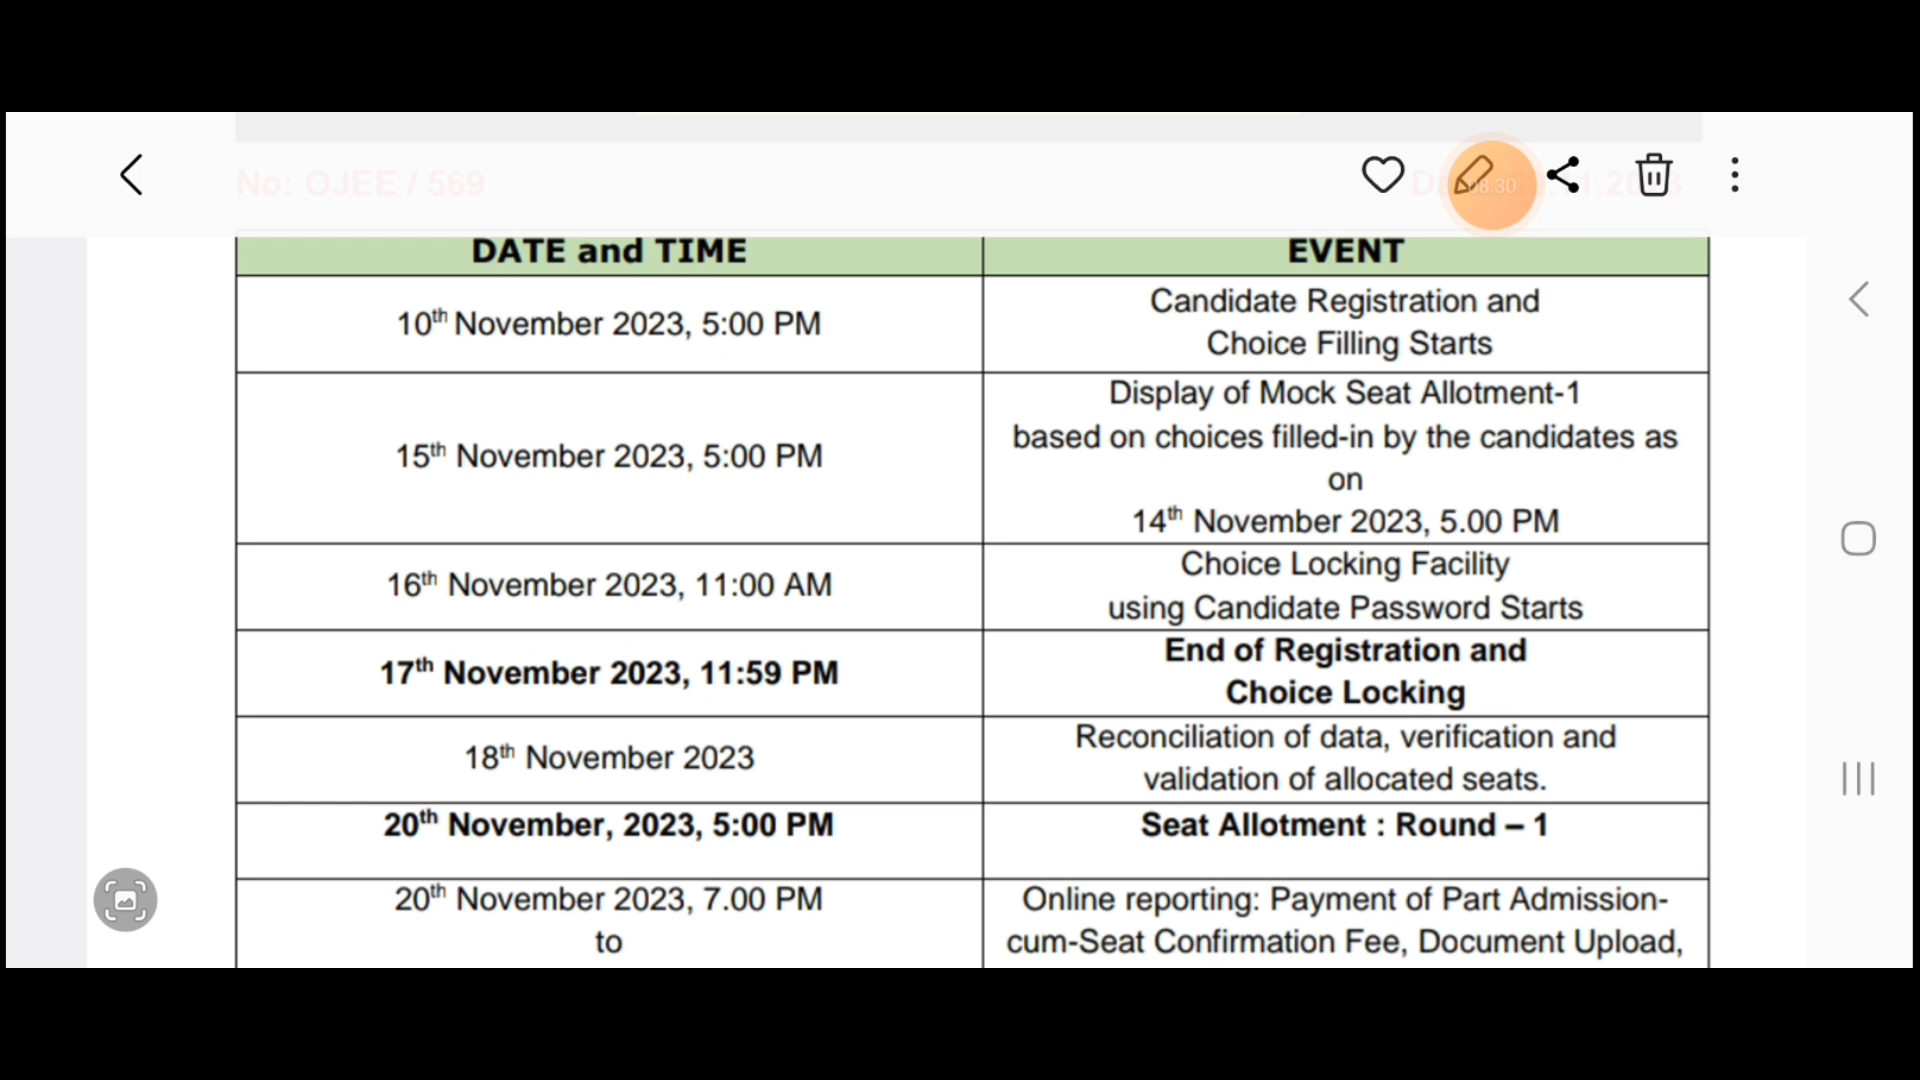 No: OJEE / 569
08:30
DATE and TIME
EVENT
10th November 2023, 5:00 PM
Candidate Registration and
Choice Filling Starts
15th November 2023, 5:00 PM
Display of Mock Seat Allotment-1
based on choices filled-in by the candidates as
on
14th November 2023, 5.00 PM
16th November 2023, 11:00 AM
Choice Locking Facility
using Candidate Password Starts
17th November 2023, 11:59 PM
End of Registration and
Choice Locking
18th November 2023
Reconciliation of data, verification and
validation of allocated seats.
20th November, 2023, 5:00 PM
Seat Allotment : Round – 1
20th November 2023, 7.00 PM
to
Online reporting: Payment of Part Admission-
cum-Seat Confirmation Fee, Document Upload,